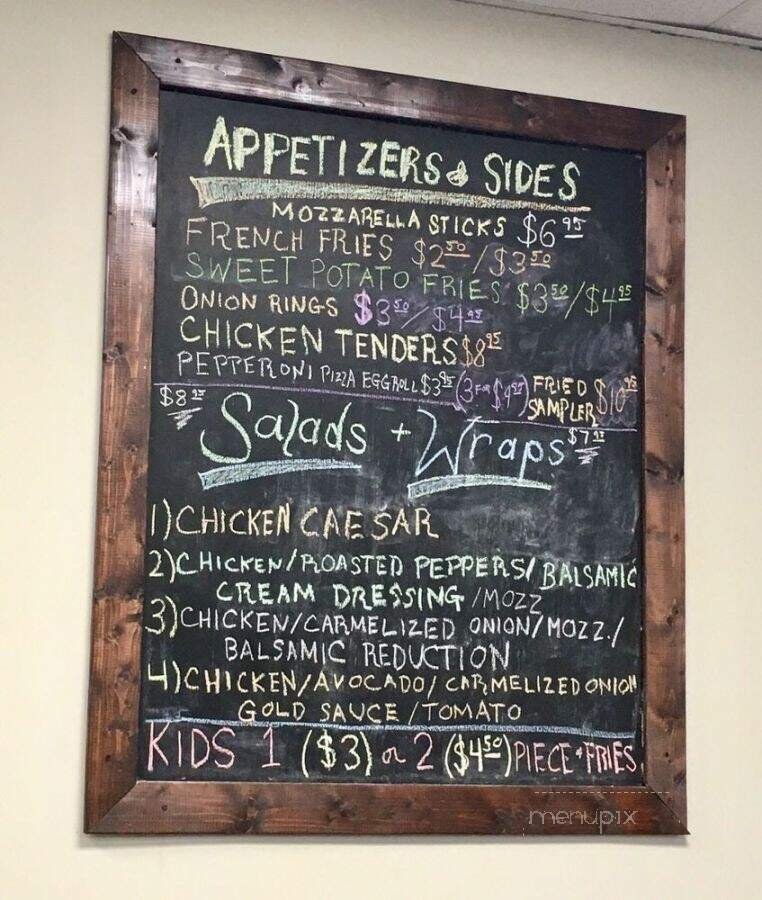 APPETIZERS & SIDES
MOZZARELLA STICKS $6.95
FRENCH FRIES $2.50/$3.50
SWEET POTATO FRIES $3.50/$4.95
ONION RINGS $3.50/$4.95
CHICKEN TENDERS $8.95
PEPPERONI PIZZA EGGROLL $3.95 (3 FOR $9.95) FRIED SAMPLER $10.95
$8.95 Salads + Wraps $7.95
1) CHICKEN CAESAR
2) CHICKEN/ROASTED PEPPERS/BALSAMIC
CREAM DRESSING/MOZZ
3) CHICKEN/CARMELIZED ONION/MOZZ./
BALSAMIC REDUCTION
4) CHICKEN/AVOCADO/CARMELIZED ONION
GOLD SAUCE/TOMATO
KIDS 1 ($3) or 2 ($4.50) PIECE + FRIES
menupix